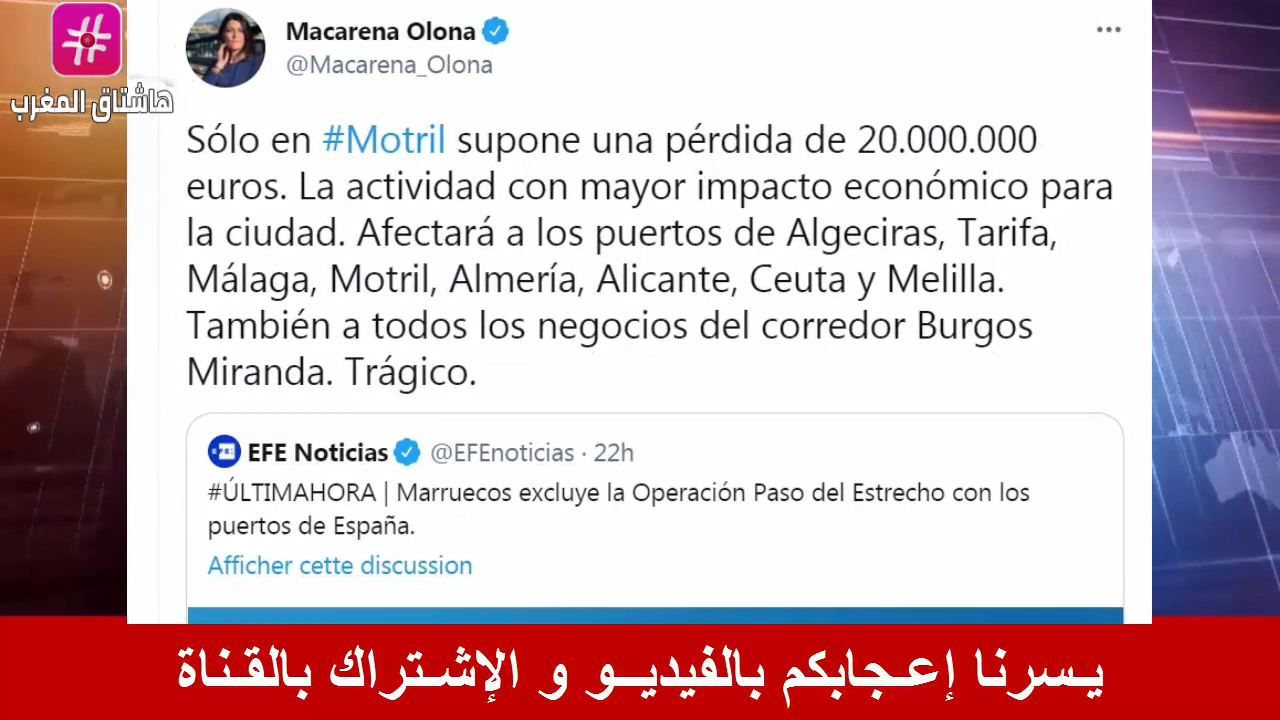 Macarena Olona
@Macarena_Olona
هاشتاق المغرب
Sólo en #Motril supone una pérdida de 20.000.000
euros. La actividad con mayor impacto económico para
la ciudad. Afectará a los puertos de Algeciras, Tarifa,
Málaga, Motril, Almería, Alicante, Ceuta y Melilla.
También a todos los negocios del corredor Burgos
Miranda. Trágico.
EFE Noticias @EFEnoticias · 22h
#ÚLTIMAHORA | Marruecos excluye la Operación Paso del Estrecho con los
puertos de España.
Afficher cette discussion
يسرنا إعجابكم بالفيديو و الإشتراك بالقناة